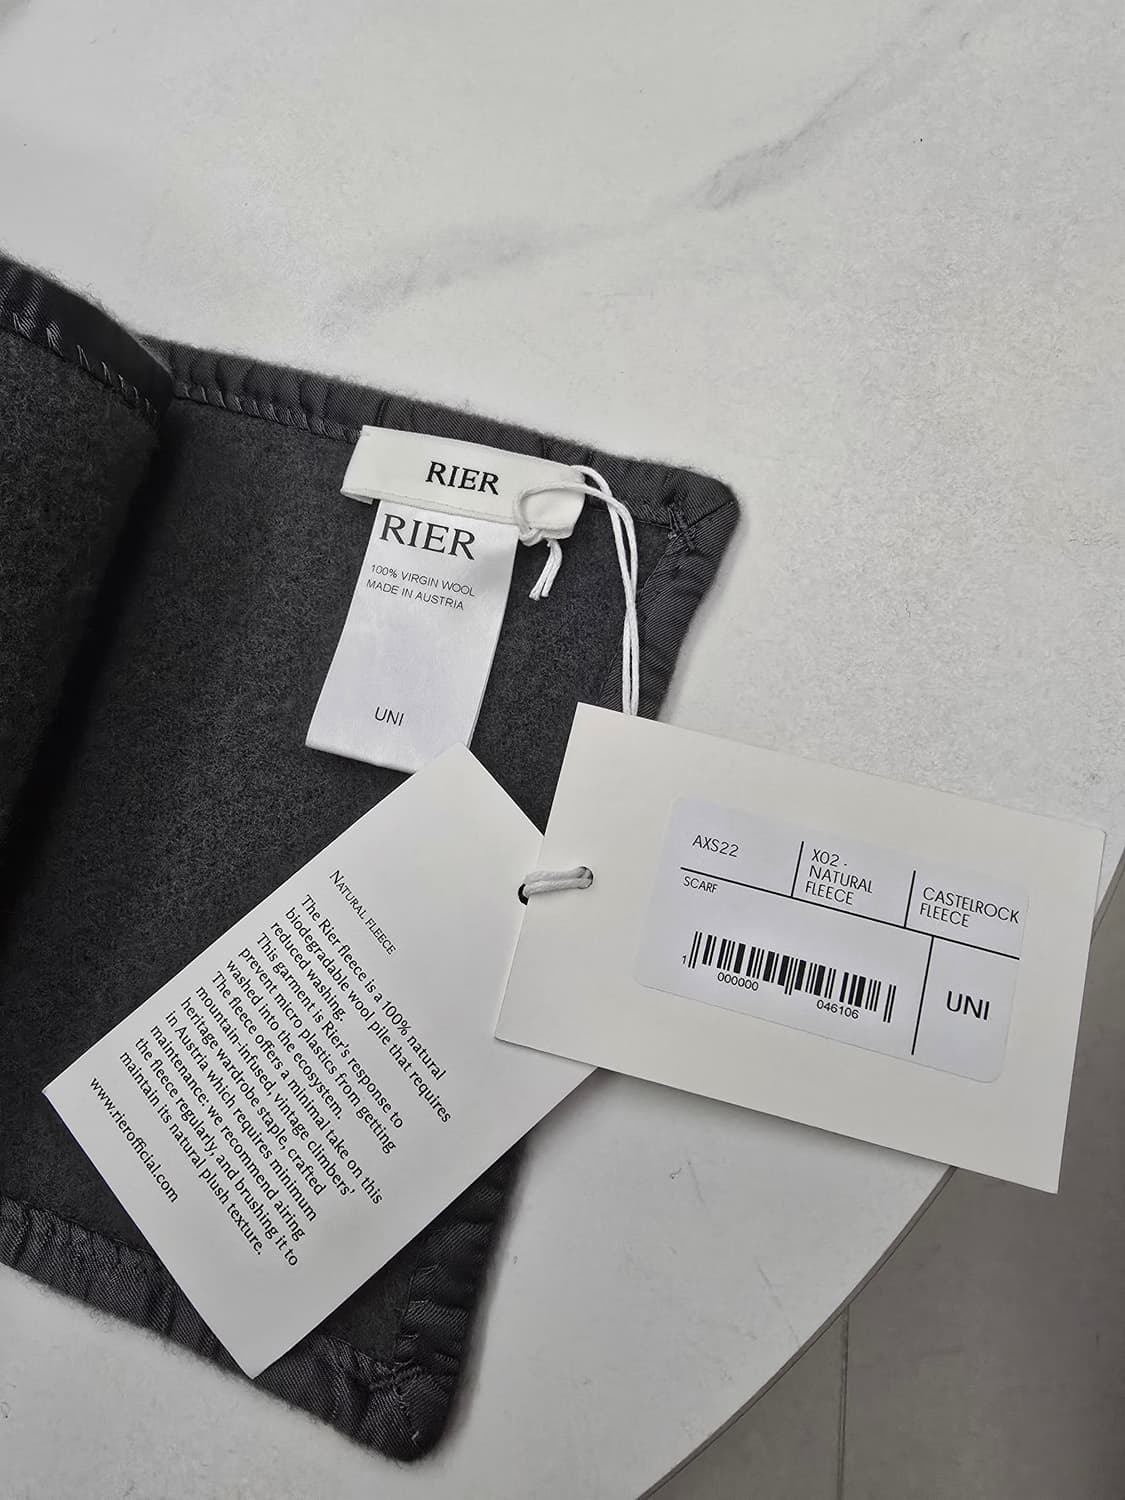 RIER
RIER
100% VIRGIN WOOL
MADE IN AUSTRIA
UNI
NATURAL FLEECE
The Rier fleece is a 100% natural
biodegradable wool pile that requires
reduced washing.
This garment is Rier's response to
prevent micro plastics from getting
washed into the ecosystem.
The fleece offers a minimal take on this
mountain-infused, vintage climbers'
heritage wardrobe staple, crafted
in Austria which requires minimum
maintenance: we recommend airing
the fleece regularly, and brushing it to
maintain its natural plush texture.
www.rierofficial.com
AXS22
X02 -
NATURAL
FLEECE
CASTELROCK
FLEECE
SCARF
1 000000 046106
UNI